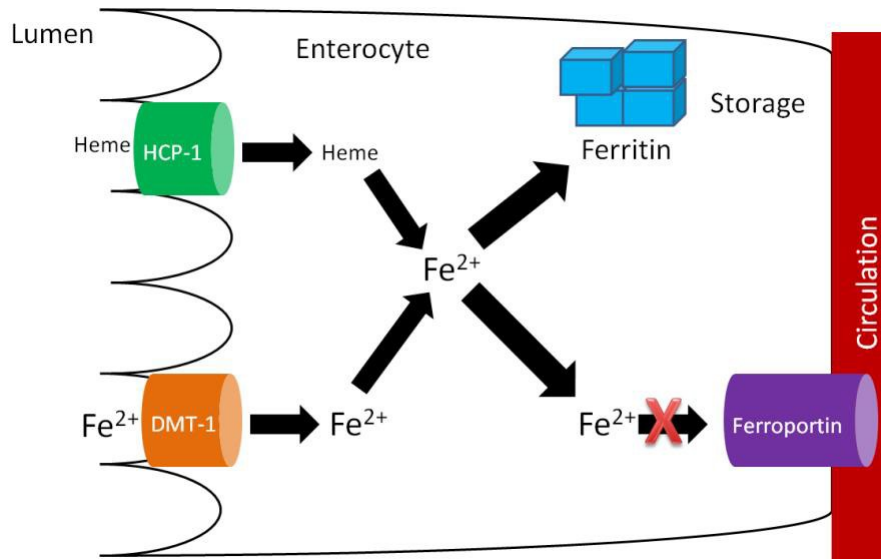 Lumen
Enterocyte
Storage
Ferritin
Heme
HCP-1
Heme
Fe²⁺
Circulation
Fe²⁺
DMT-1
Fe²⁺
Fe²⁺
X
Ferroportin